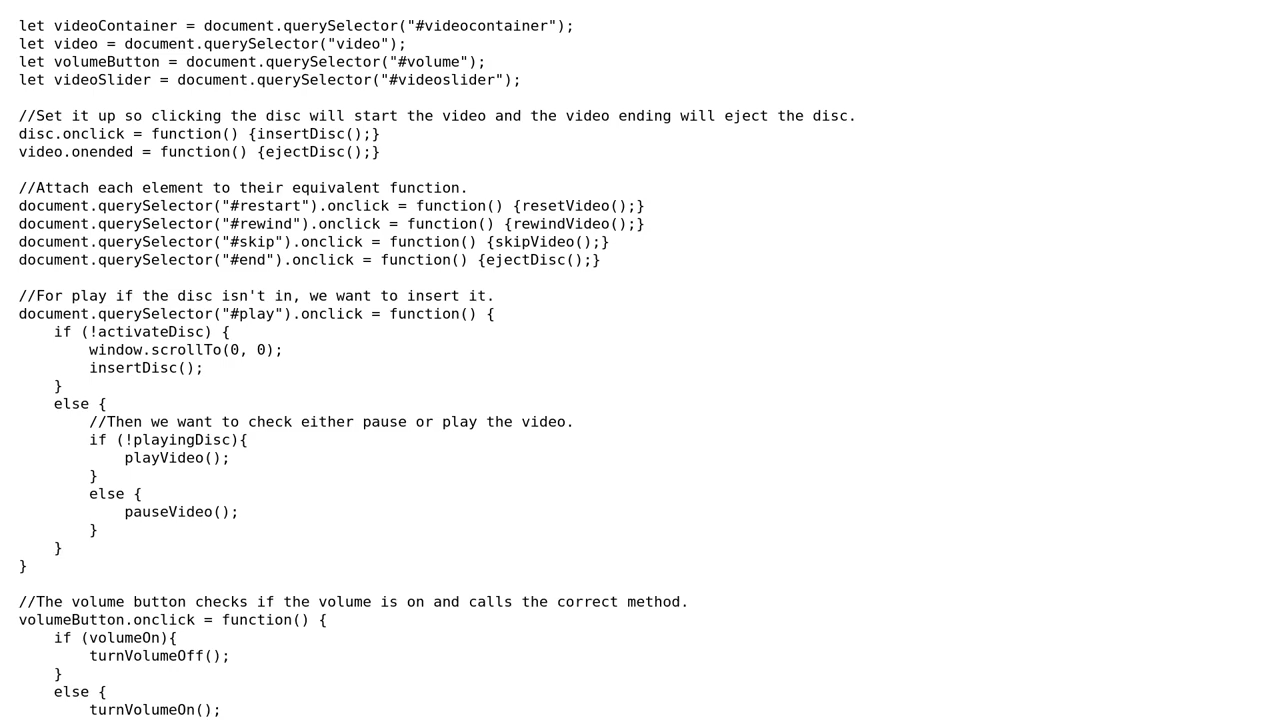 let videoContainer = document.querySelector("#videocontainer");
let video = document.querySelector("video");
let volumeButton = document.querySelector("#volume");
let videoSlider = document.querySelector("#videoslider");

//Set it up so clicking the disc will start the video and the video ending will eject the disc.
disc.onclick = function() {insertDisc();}
video.onended = function() {ejectDisc();}

//Attach each element to their equivalent function.
document.querySelector("#restart").onclick = function() {resetVideo();}
document.querySelector("#rewind").onclick = function() {rewindVideo();}
document.querySelector("#skip").onclick = function() {skipVideo();}
document.querySelector("#end").onclick = function() {ejectDisc();}

//For play if the disc isn't in, we want to insert it.
document.querySelector("#play").onclick = function() {
    if (!activateDisc) {
        window.scrollTo(0, 0);
        insertDisc();
    }
    else {
        //Then we want to check either pause or play the video.
        if (!playingDisc){
            playVideo();
        }
        else {
            pauseVideo();
        }
    }
}

//The volume button checks if the volume is on and calls the correct method.
volumeButton.onclick = function() {
    if (volumeOn){
        turnVolumeOff();
    }
    else {
        turnVolumeOn();